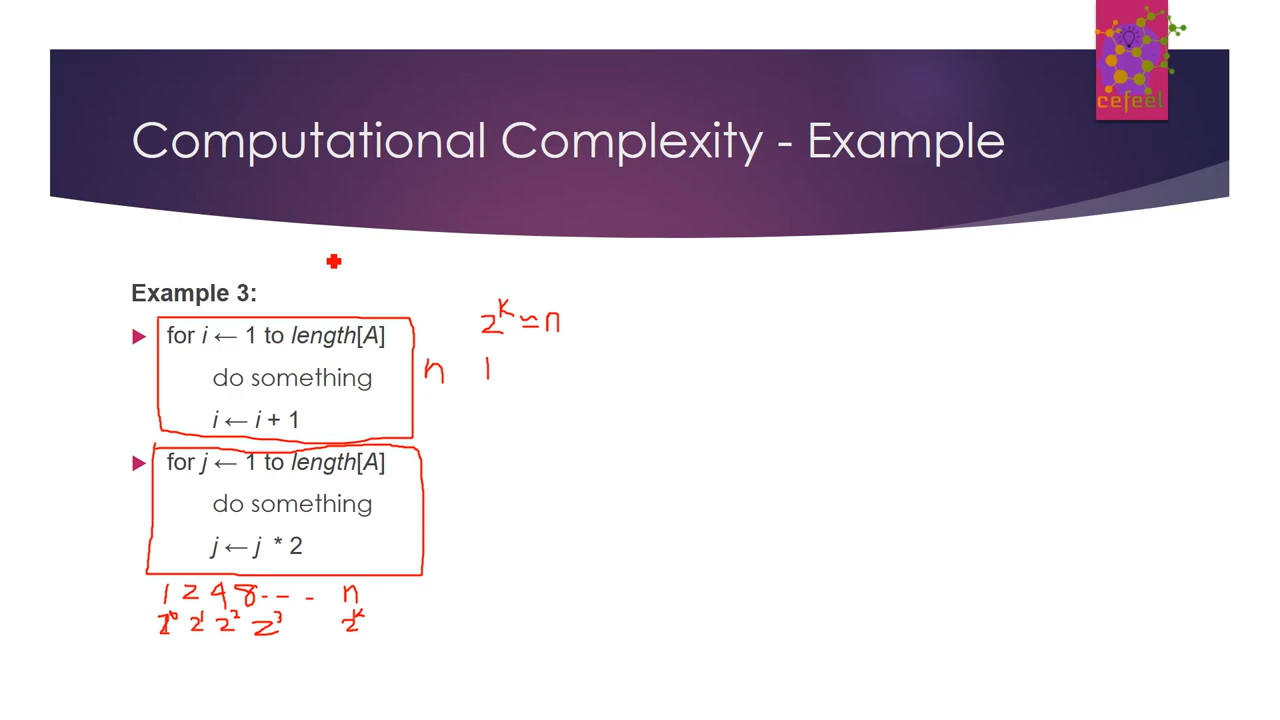 cefeel
Computational Complexity - Example
Example 3:
for i ← 1 to length[A]
do something
i ← i + 1
n
2^k ≃ n
1
for j ← 1 to length[A]
do something
j ← j * 2
1 2 4 8 - - - n
2^0 2^1 2^2 2^3 2^k